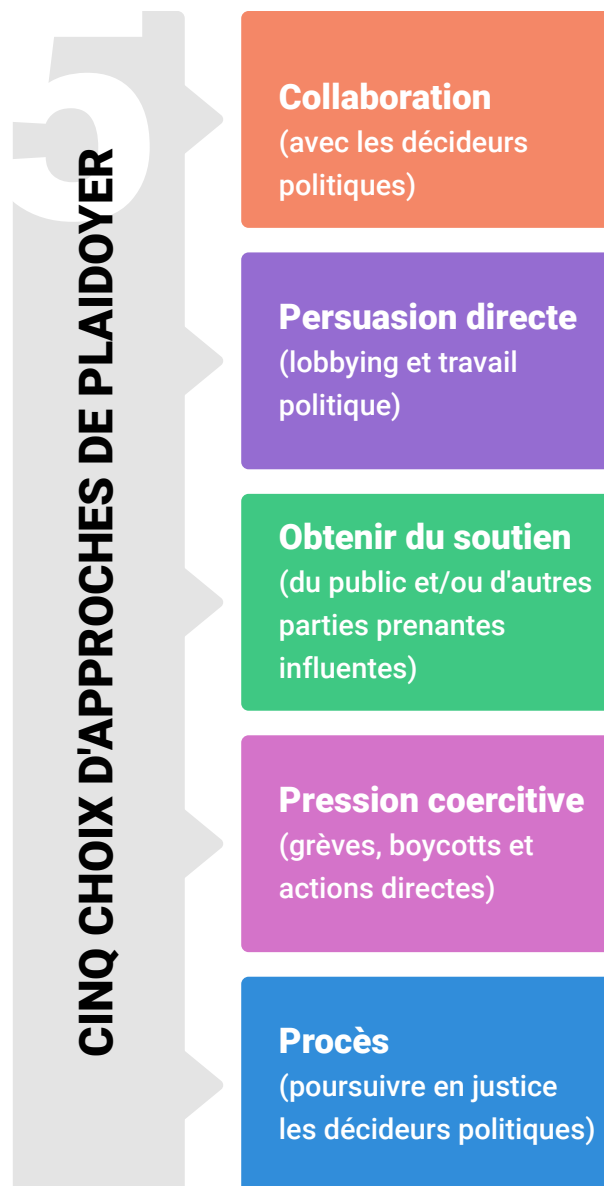 5
CINQ CHOIX D'APPROCHES DE PLAIDOYER
Collaboration
(avec les décideurs
politiques)
Persuasion directe
(lobbying et travail
politique)
Obtenir du soutien
(du public et/ou d'autres
parties prenantes
influentes)
Pression coercitive
(grèves, boycotts et
actions directes)
Procès
(poursuivre en justice
les décideurs politiques)